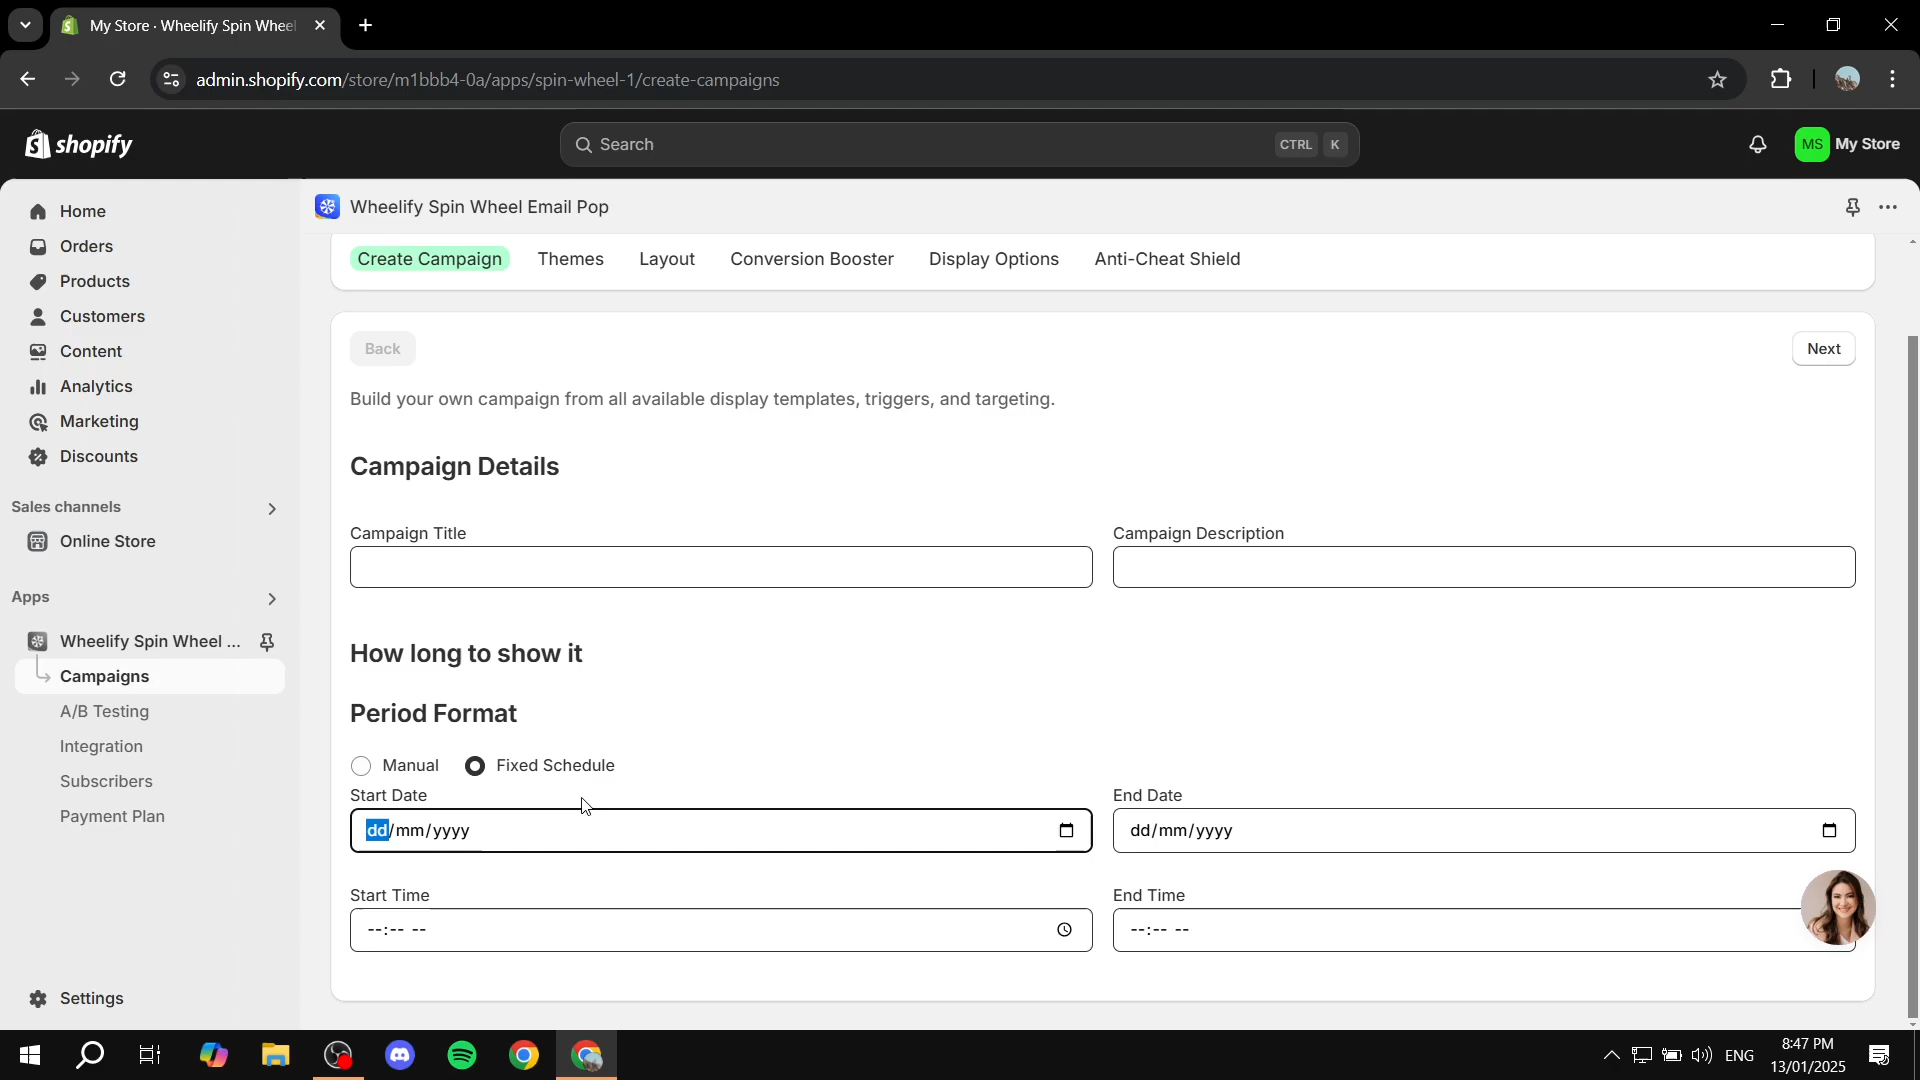 My Store · Wheelify Spin Wheel
admin.shopify.com/store/m1bbb4-0a/apps/spin-wheel-1/create-campaigns
shopify
Search
CTRL K
MS My Store
Home
Orders
Products
Customers
Content
Analytics
Marketing
Discounts
Sales channels
Online Store
Apps
Wheelify Spin Wheel ...
Campaigns
A/B Testing
Integration
Subscribers
Payment Plan
Settings
Wheelify Spin Wheel Email Pop
Create Campaign Themes Layout Conversion Booster Display Options Anti-Cheat Shield
Back
Next
Build your own campaign from all available display templates, triggers, and targeting.
Campaign Details
Campaign Title
Campaign Description
How long to show it
Period Format
Manual Fixed Schedule
Start Date
End Date
dd/mm/yyyy
dd/mm/yyyy
Start Time
End Time
--:-- --
--:-- --
ENG
8:47 PM
13/01/2025